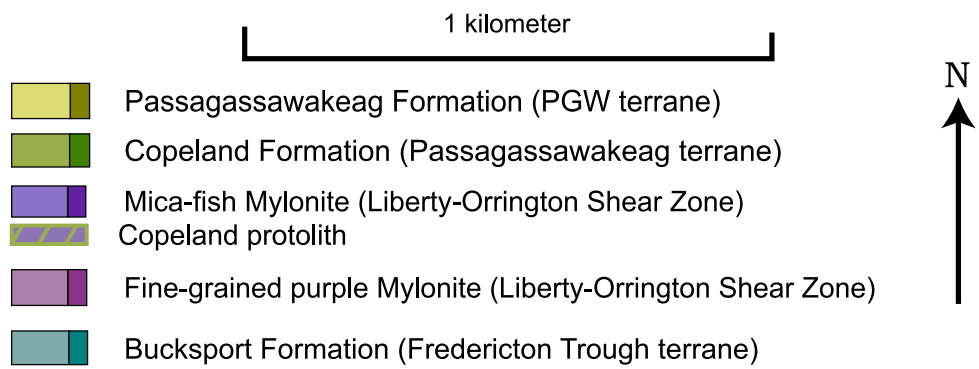 1 kilometer
N
Passagassawakeag Formation (PGW terrane)
Copeland Formation (Passagassawakeag terrane)
Mica-fish Mylonite (Liberty-Orrington Shear Zone)
Copeland protolith
Fine-grained purple Mylonite (Liberty-Orrington Shear Zone)
Bucksport Formation (Fredericton Trough terrane)